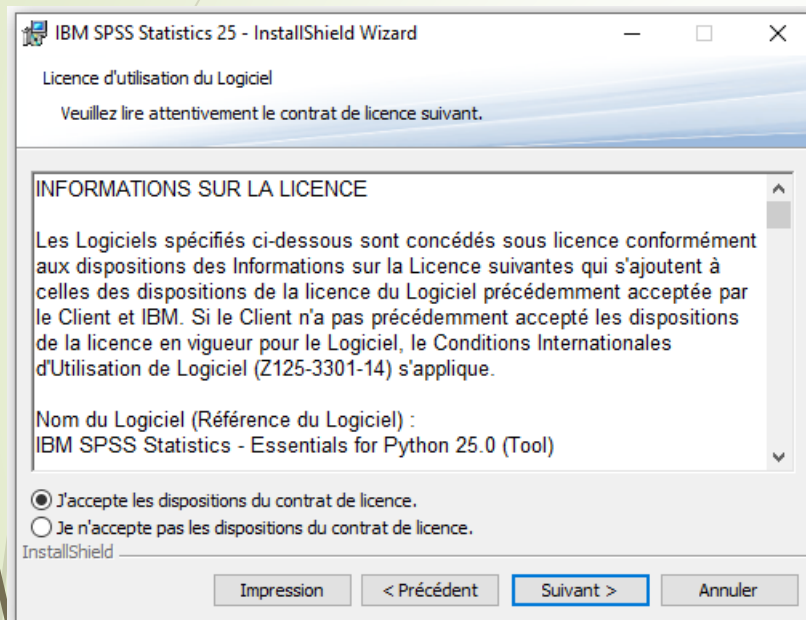 IBM SPSS Statistics 25 - InstallShield Wizard
Licence d'utilisation du Logiciel
Veuillez lire attentivement le contrat de licence suivant.
INFORMATIONS SUR LA LICENCE
Les Logiciels spécifiés ci-dessous sont concédés sous licence conformément
aux dispositions des Informations sur la Licence suivantes qui s'ajoutent à
celles des dispositions de la licence du Logiciel précédemment acceptée par
le Client et IBM. Si le Client n'a pas précédemment accepté les dispositions
de la licence en vigueur pour le Logiciel, le Conditions Internationales
d'Utilisation de Logiciel (Z125-3301-14) s'applique.
Nom du Logiciel (Référence du Logiciel) :
IBM SPSS Statistics - Essentials for Python 25.0 (Tool)
J'accepte les dispositions du contrat de licence.
Je n'accepte pas les dispositions du contrat de licence.
InstallShield
Impression < Précédent Suivant > Annuler